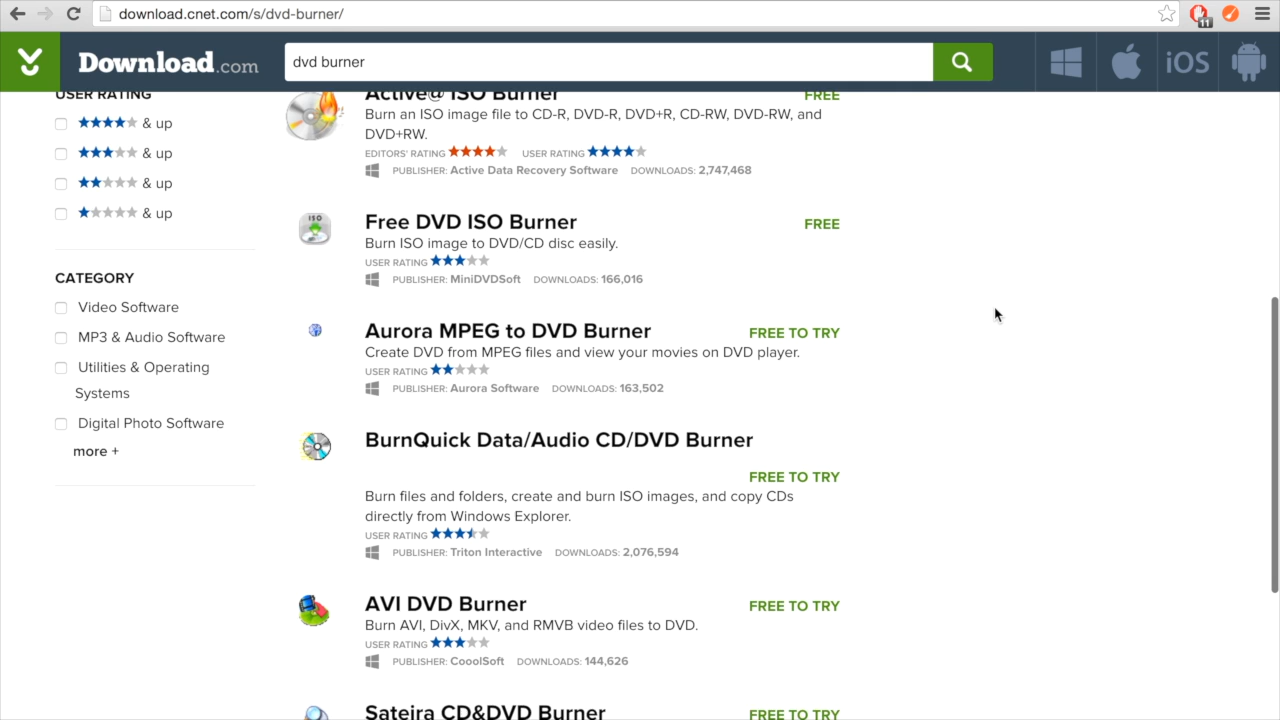 download.cnet.com/s/dvd-burner/
11
Download.com
dvd burner
iOS
USER RATING
& up
& up
& up
& up
CATEGORY
Video Software
MP3 & Audio Software
Utilities & Operating
Systems
Digital Photo Software
more +
Active@ ISO Burner
FREE
Burn an ISO image file to CD-R, DVD-R, DVD+R, CD-RW, DVD-RW, and
DVD+RW.
EDITORS' RATING USER RATING
PUBLISHER: Active Data Recovery Software DOWNLOADS: 2,747,468
ISO
Free DVD ISO Burner
FREE
Burn ISO image to DVD/CD disc easily.
USER RATING
PUBLISHER: MiniDVDSoft DOWNLOADS: 166,016
Aurora MPEG to DVD Burner
FREE TO TRY
Create DVD from MPEG files and view your movies on DVD player.
USER RATING
PUBLISHER: Aurora Software DOWNLOADS: 163,502
BurnQuick Data/Audio CD/DVD Burner
FREE TO TRY
Burn files and folders, create and burn ISO images, and copy CDs
directly from Windows Explorer.
USER RATING
PUBLISHER: Triton Interactive DOWNLOADS: 2,076,594
AVI DVD Burner
FREE TO TRY
Burn AVI, DivX, MKV, and RMVB video files to DVD.
USER RATING
PUBLISHER: CooolSoft DOWNLOADS: 144,626
Sateira CD&DVD Burner
FREE TO TRY